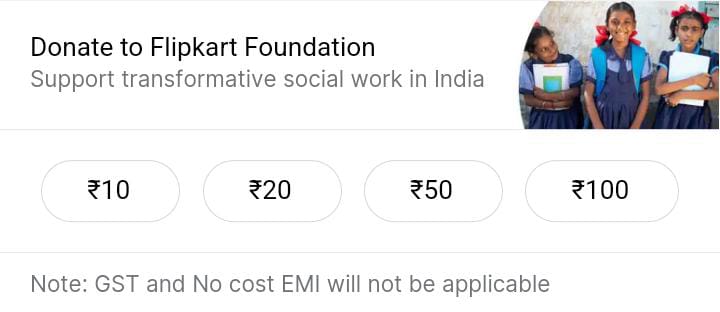 Donate to Flipkart Foundation
Support transformative social work in India
₹10
₹20
₹50
₹100
Note: GST and No cost EMI will not be applicable